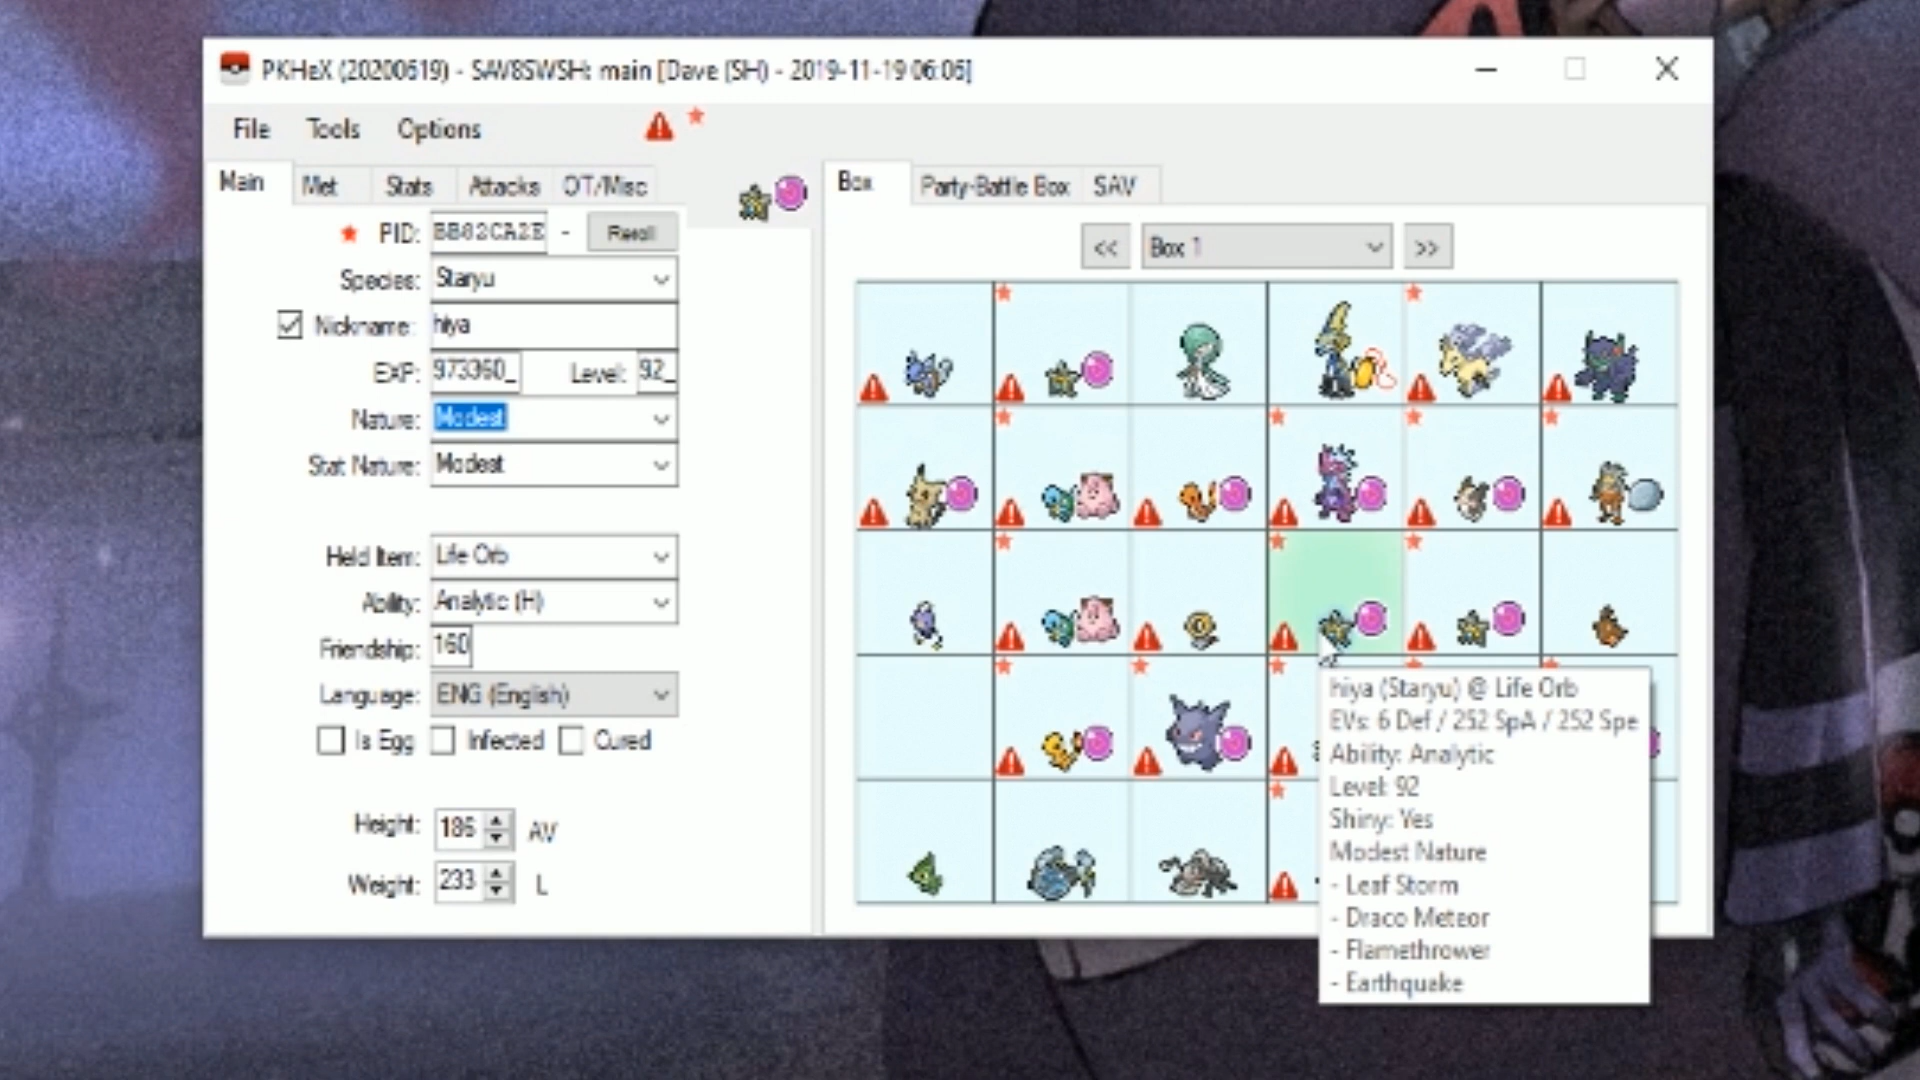 PKHeX (20200619) - SAV8SWSH: main [Dave (SH) - 2019-11-19 06:06]
File Tools Options
Main Met Stats Attacks OT/Misc
PID: BB82CA2E - Reroll
Species: Staryu
Nickname: hiya
EXP: 973360_ Level: 92_
Nature: Modest
Stat Nature: Modest
Held Item: Life Orb
Ability: Analytic (H)
Friendship: 160
Language: ENG (English)
Is Egg Infected Cured
Height: 186 AV
Weight: 233 L
Box Party-Battle Box SAV
<< Box 1 >>
hiya (Staryu) @ Life Orb
EVs: 6 Def / 252 SpA / 252 Spe
Ability: Analytic
Level: 92
Shiny: Yes
Modest Nature
- Leaf Storm
- Draco Meteor
- Flamethrower
- Earthquake